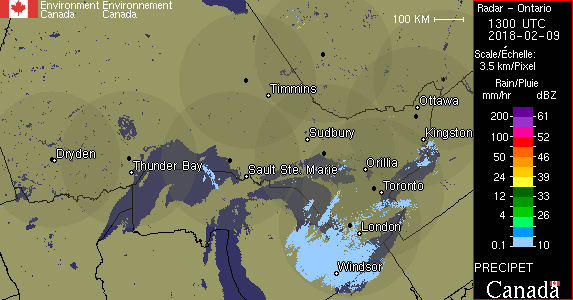 Environment Environnement
Canada Canada
100 KM
Timmins
Ottawa
Sudbury
Kingston
Dryden
Thunder Bay
Sault Ste. Marie
Orillia
Toronto
London
Windsor
Radar - Ontario
1300 UTC
2018-02-09
Scale/Échelle:
3.5 km/Pixel
Rain/Pluie
mm/hr dBZ
200 61
100 52
50 46
24 39
12 33
4 26
0.1 10
PRECIPET
Canada